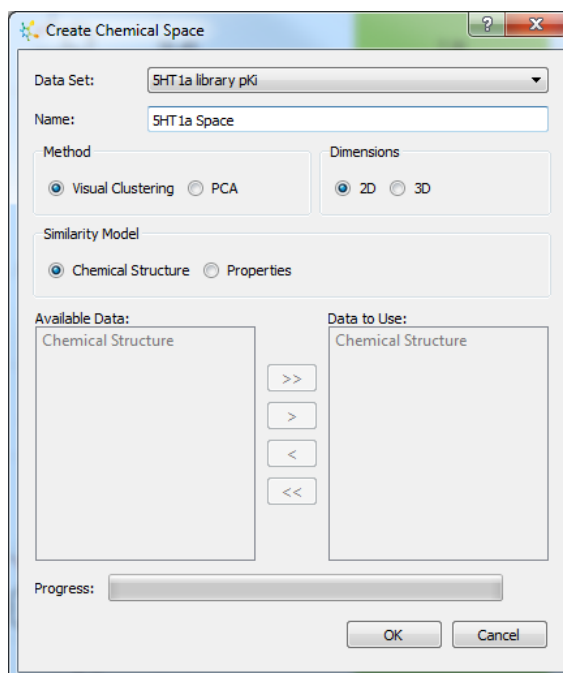 Create Chemical Space
?
X
Data Set:
5HT1a library pKi
Name:
5HT1a Space
Method
Visual Clustering
PCA
Dimensions
2D
3D
Similarity Model
Chemical Structure
Properties
Available Data:
Chemical Structure
>>
>
<
<<
Data to Use:
Chemical Structure
Progress:
OK
Cancel